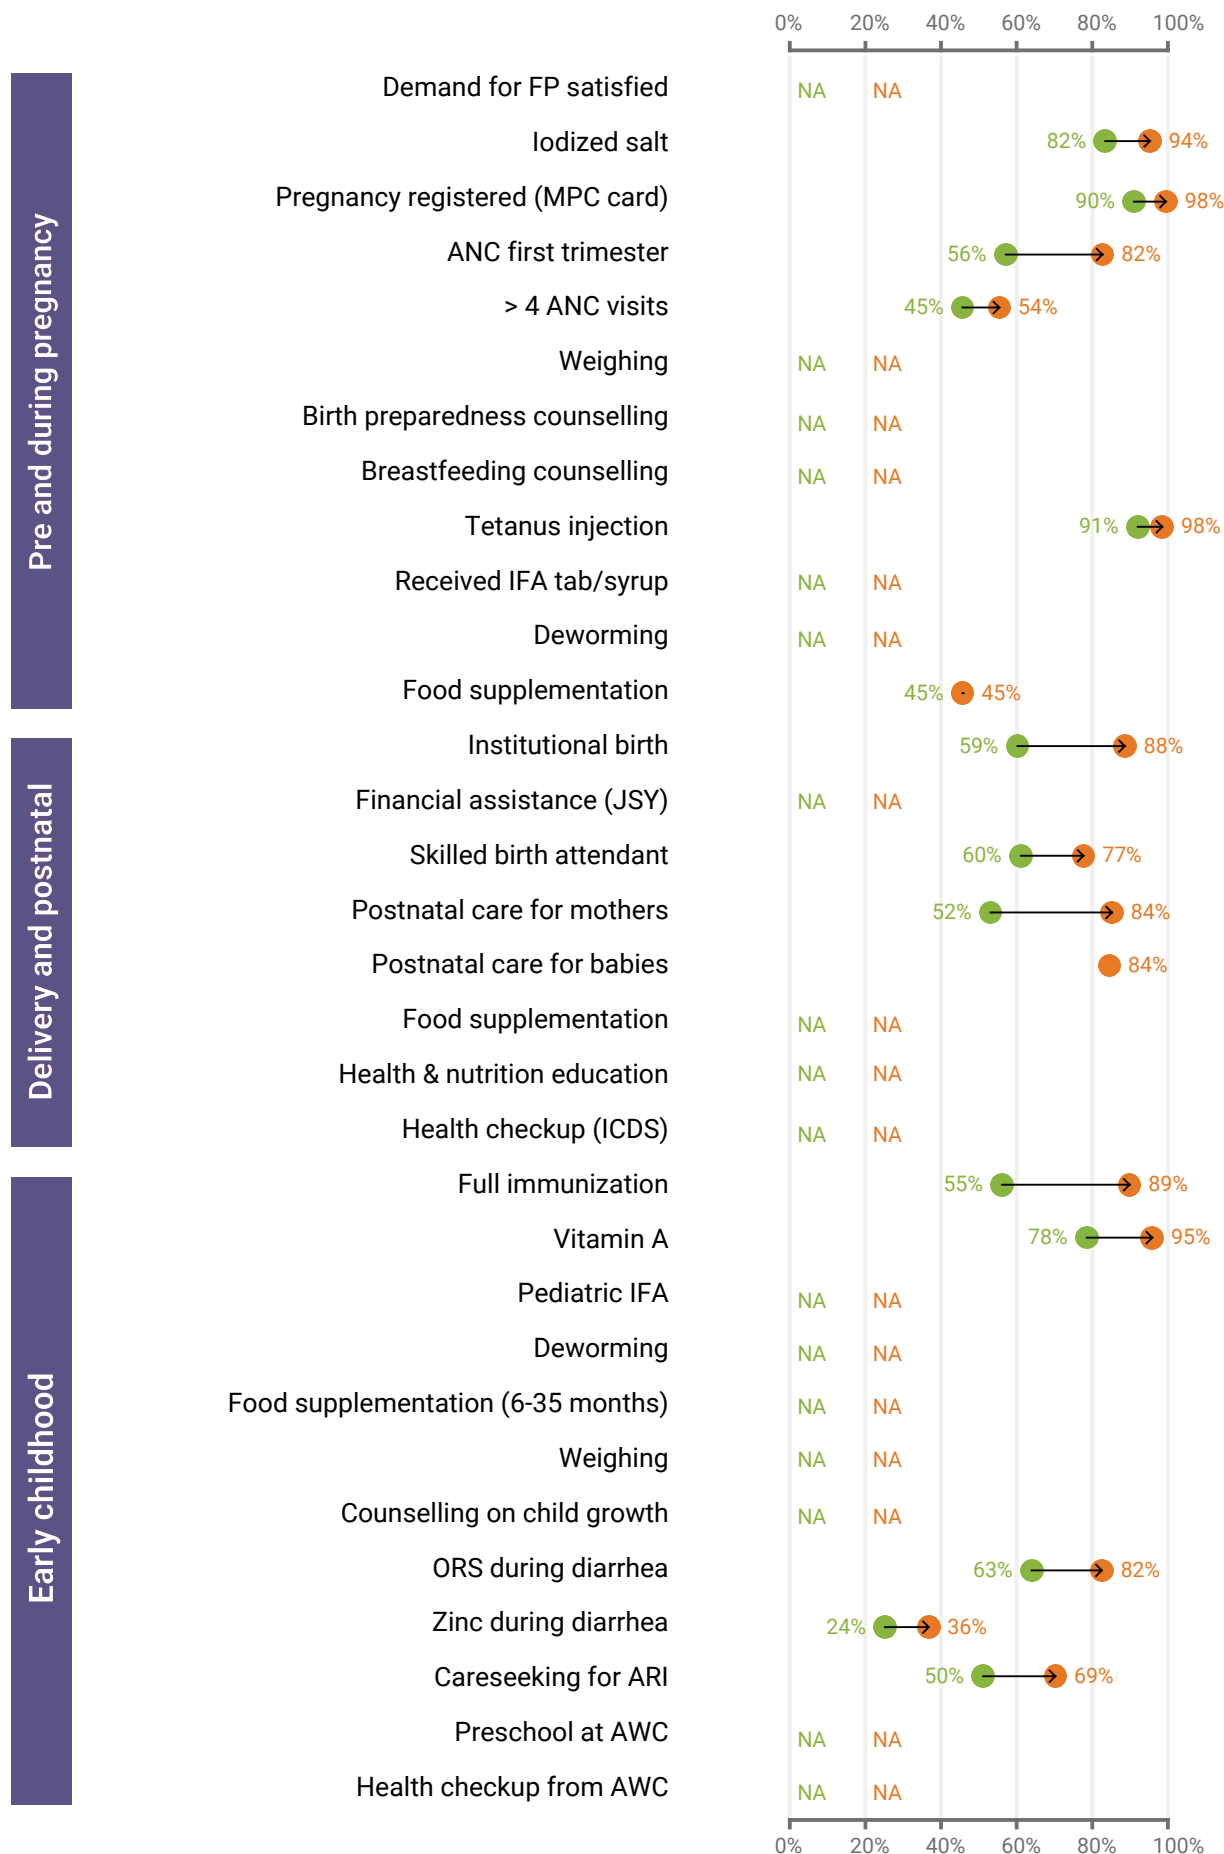 0% 20% 40% 60% 80% 100%
Pre and during pregnancy
Demand for FP satisfied NA NA
Iodized salt 82% 94%
Pregnancy registered (MPC card) 90% 98%
ANC first trimester 56% 82%
> 4 ANC visits 45% 54%
Weighing NA NA
Birth preparedness counselling NA NA
Breastfeeding counselling NA NA
Tetanus injection 91% 98%
Received IFA tab/syrup NA NA
Deworming NA NA
Food supplementation 45% 45%
Delivery and postnatal
Institutional birth 59% 88%
Financial assistance (JSY) NA NA
Skilled birth attendant 60% 77%
Postnatal care for mothers 52% 84%
Postnatal care for babies 84%
Food supplementation NA NA
Health & nutrition education NA NA
Health checkup (ICDS) NA NA
Early childhood
Full immunization 55% 89%
Vitamin A 78% 95%
Pediatric IFA NA NA
Deworming NA NA
Food supplementation (6-35 months) NA NA
Weighing NA NA
Counselling on child growth NA NA
ORS during diarrhea 63% 82%
Zinc during diarrhea 24% 36%
Careseeking for ARI 50% 69%
Preschool at AWC NA NA
Health checkup from AWC NA NA
0% 20% 40% 60% 80% 100%